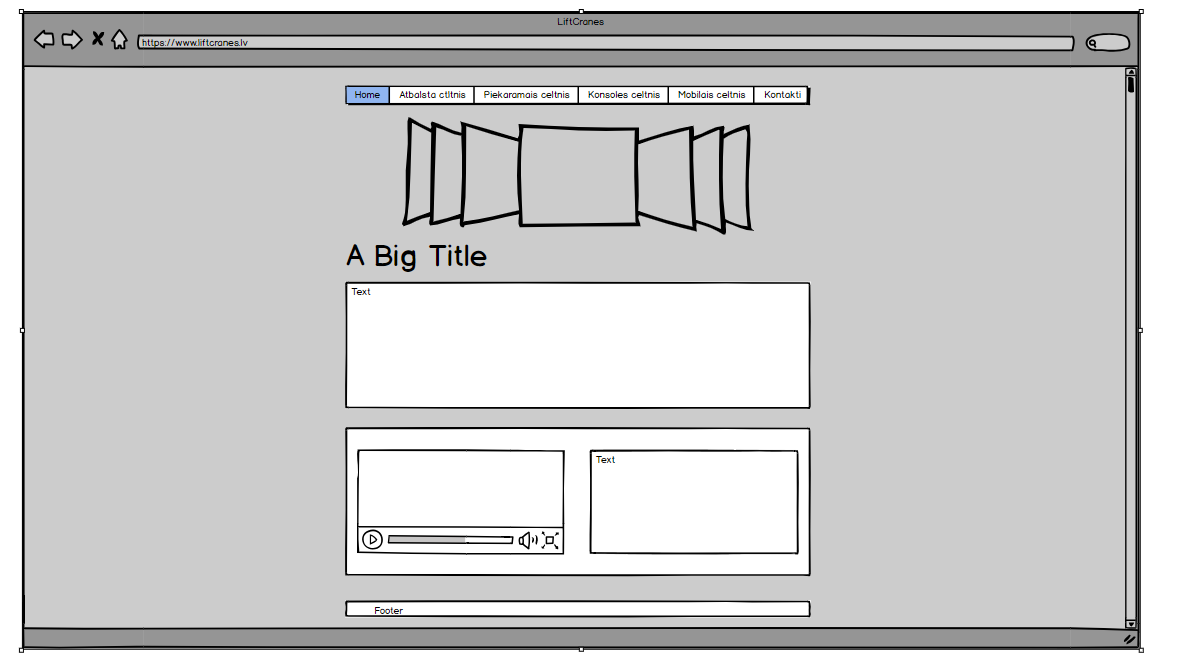 LiftCranes
https://www.liftcranes.lv
Home Atbalsta ctltnis Piekaramais celtnis Konsoles celtnis Mobilais celtnis Kontakti
A Big Title
Text
Text
Footer